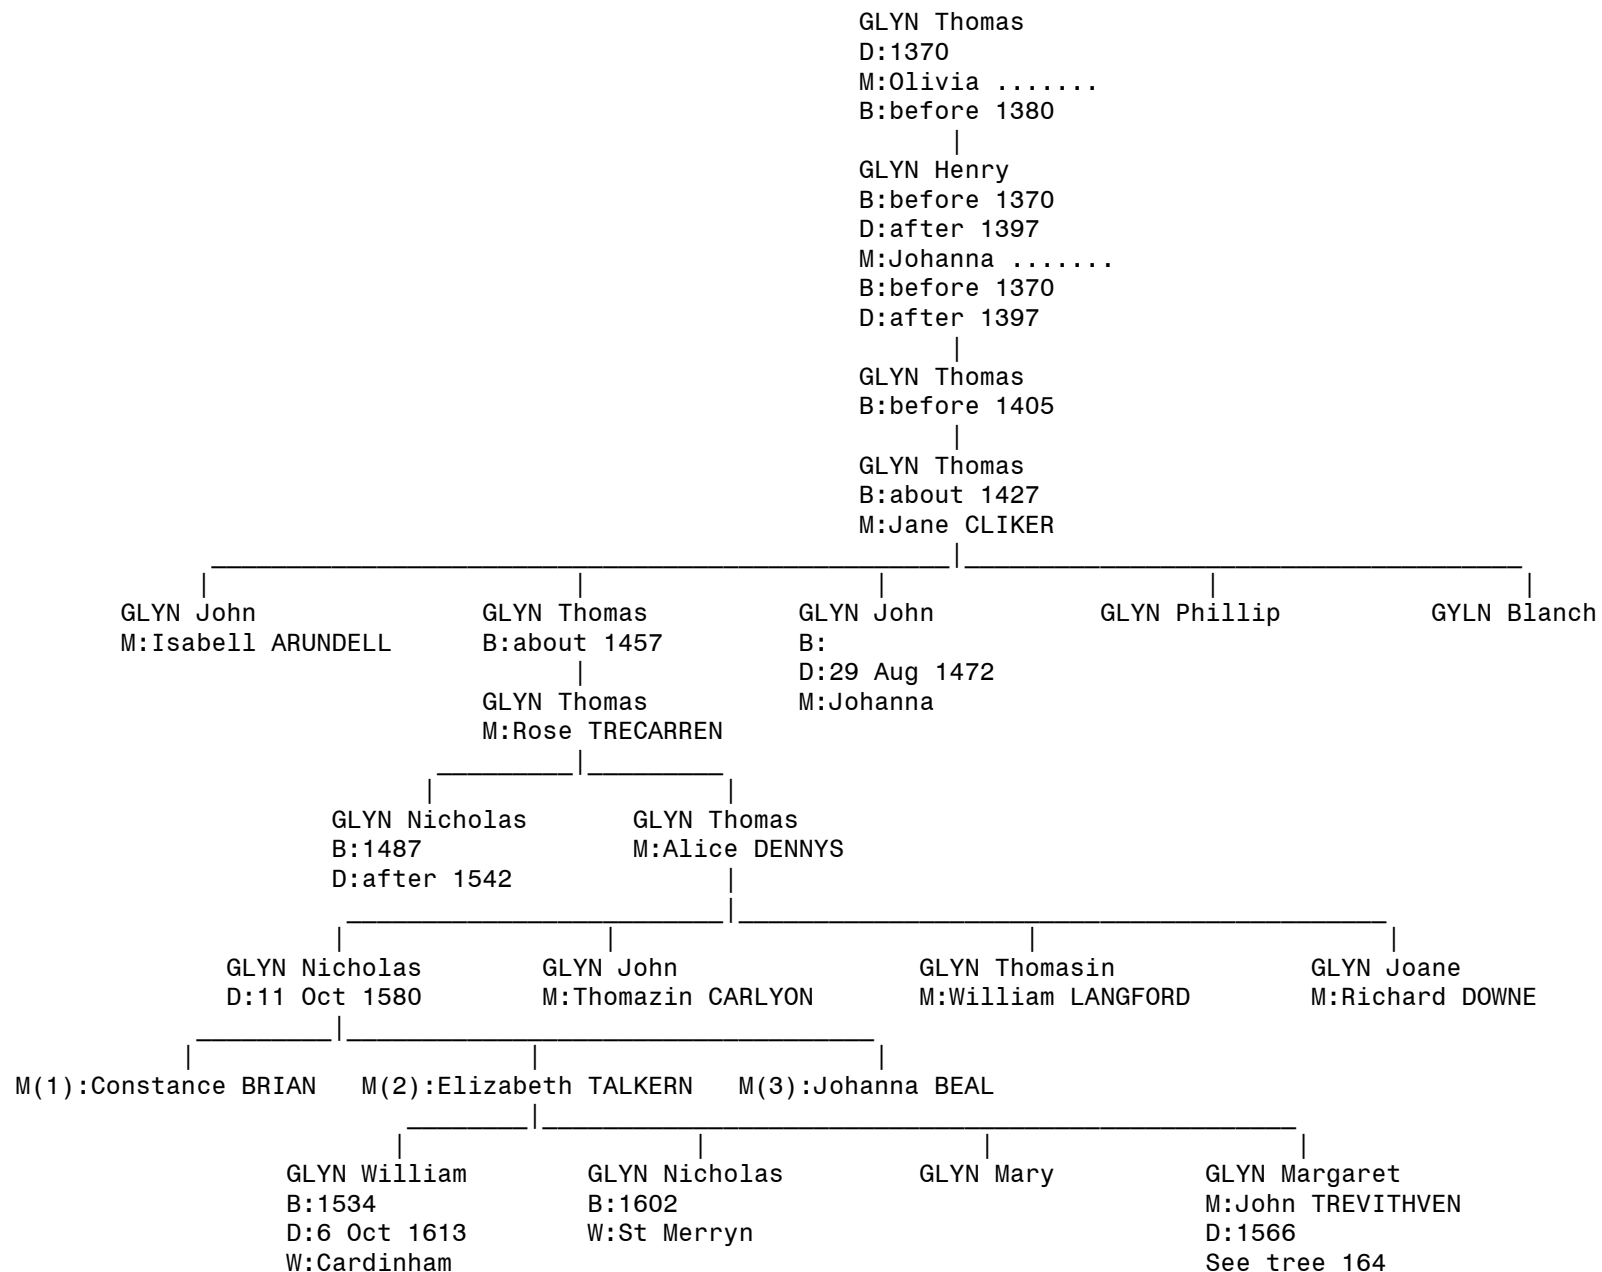 GLYN Thomas
D:1370
M:Olivia .......
B:before 1380
GLYN Henry
B:before 1370
D:after 1397
M:Johanna .......
B:before 1370
D:after 1397
GLYN Thomas
B:before 1405
GLYN Thomas
B:about 1427
M:Jane CLIKER
GLYN John GLYN Thomas GLYN John GLYN Phillip GYLN Blanch
M:Isabell ARUNDELL B:about 1457 B:
D:29 Aug 1472
GLYN Thomas M:Johanna
M:Rose TRECARREN
GLYN Nicholas GLYN Thomas
B:1487 M:Alice DENNYS
D:after 1542
GLYN Nicholas GLYN John GLYN Thomasin GLYN Joane
D:11 Oct 1580 M:Thomazin CARLYON M:William LANGFORD M:Richard DOWNE
M(1):Constance BRIAN M(2):Elizabeth TALKERN M(3):Johanna BEAL
GLYN William GLYN Nicholas GLYN Mary GLYN Margaret
B:1534 B:1602 M:John TREVITHVEN
D:6 Oct 1613 W:St Merryn D:1566
W:Cardinham See tree 164